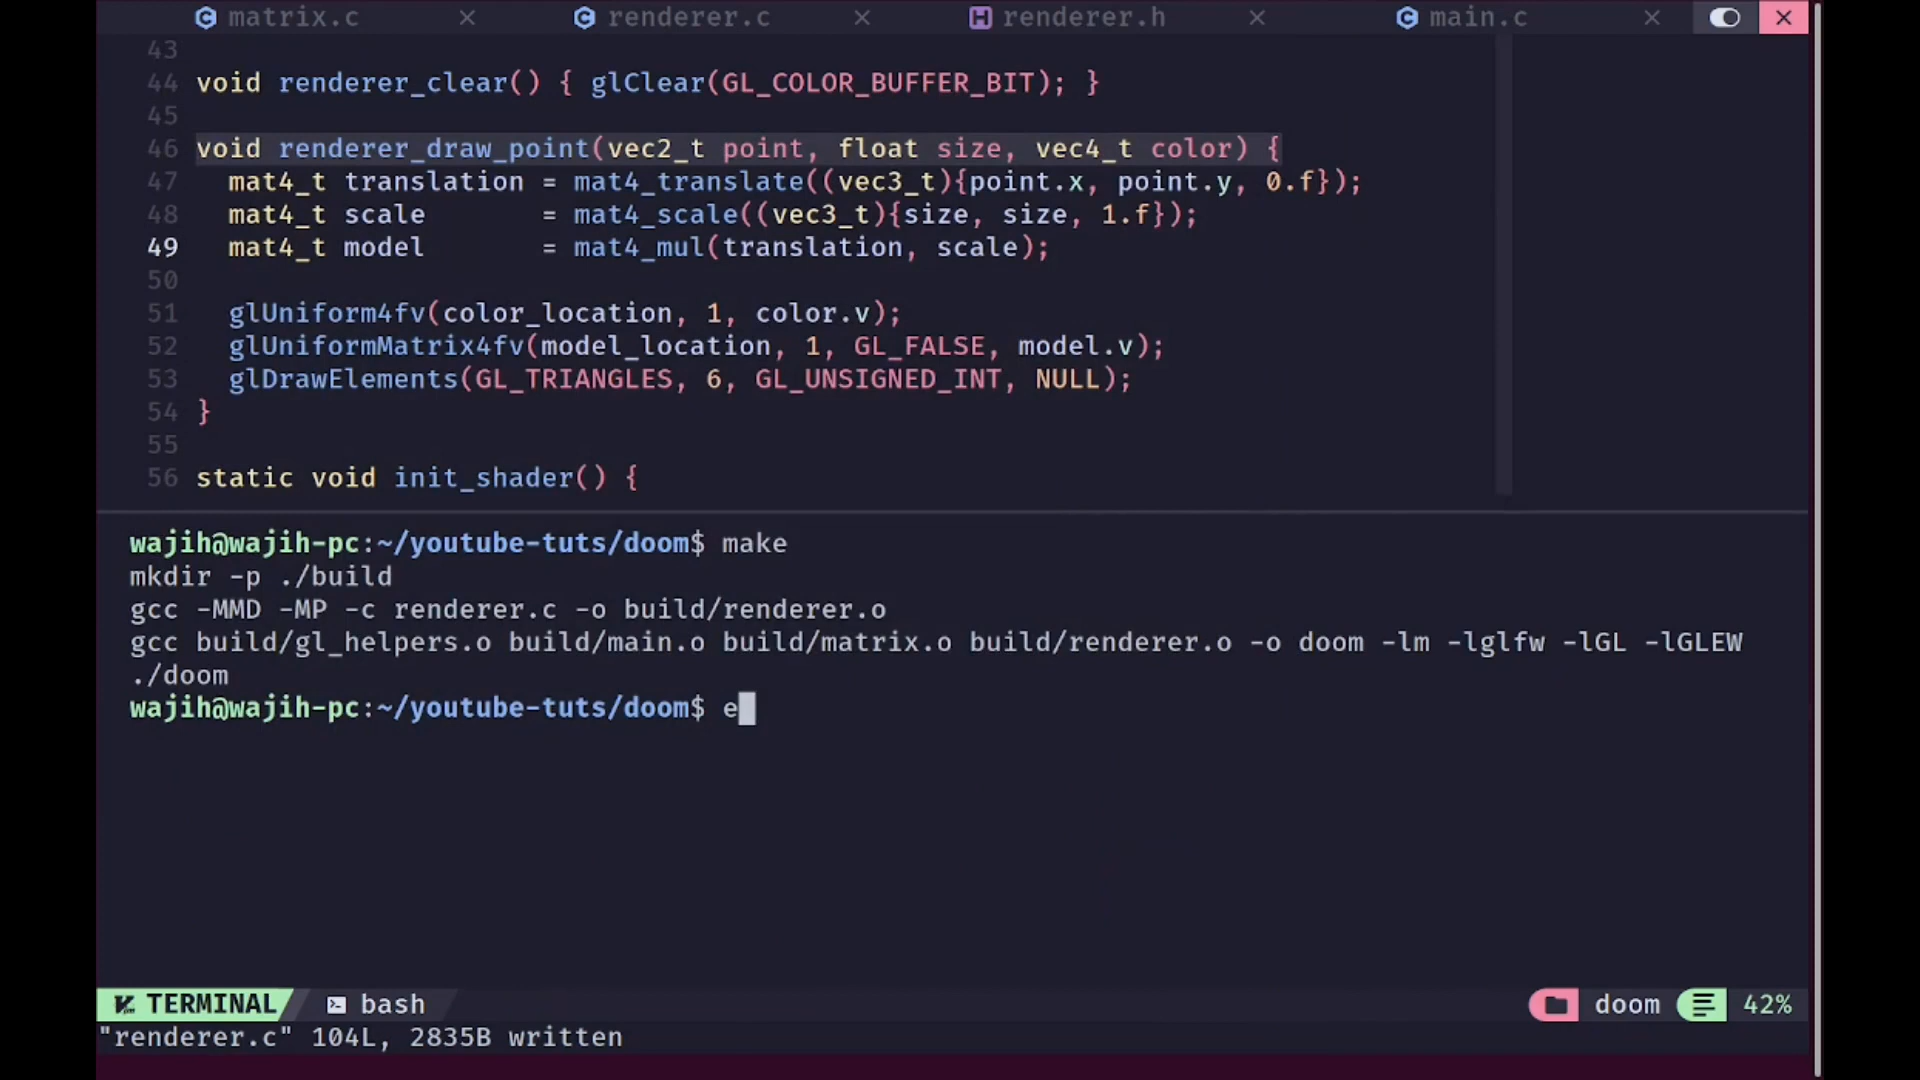 matrix.c renderer.c renderer.h main.c
43
44 void renderer_clear() { glClear(GL_COLOR_BUFFER_BIT); }
45
46 void renderer_draw_point(vec2_t point, float size, vec4_t color) {
47 mat4_t translation = mat4_translate((vec3_t){point.x, point.y, 0.f});
48 mat4_t scale = mat4_scale((vec3_t){size, size, 1.f});
49 mat4_t model = mat4_mul(translation, scale);
50
51 glUniform4fv(color_location, 1, color.v);
52 glUniformMatrix4fv(model_location, 1, GL_FALSE, model.v);
53 glDrawElements(GL_TRIANGLES, 6, GL_UNSIGNED_INT, NULL);
54 }
55
56 static void init_shader() {
wajih@wajih-pc:~/youtube-tuts/doom$ make
mkdir -p ./build
gcc -MMD -MP -c renderer.c -o build/renderer.o
gcc build/gl_helpers.o build/main.o build/matrix.o build/renderer.o -o doom -lm -lglfw -lGL -lGLEW
./doom
wajih@wajih-pc:~/youtube-tuts/doom$ e
TERMINAL bash doom 42%
"renderer.c" 104L, 2835B written